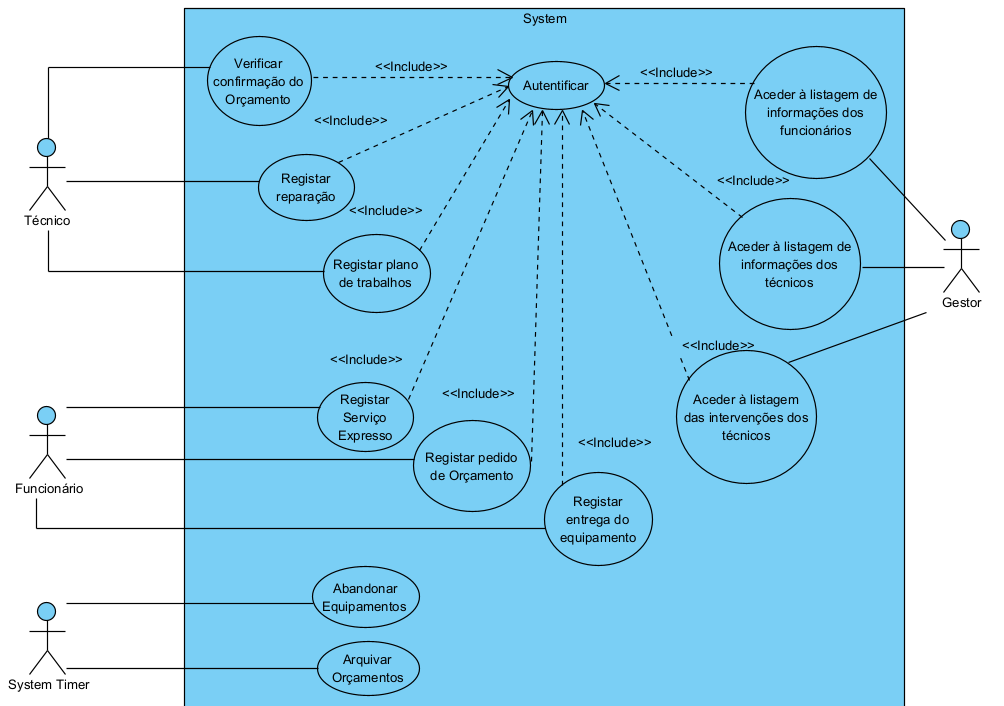 System
Verificar
confirmação do
Orçamento
<<Include>>
Autentificar
<<Include>>
Aceder à listagem de
informações dos
funcionários
<<Include>>
Registar
reparação
<<Include>>
<<Include>>
Técnico
Registar plano
de trabalhos
Aceder à listagem de
informações dos
técnicos
Gestor
<<Include>>
<<Include>>
Registar
Serviço
Expresso
<<Include>>
Aceder à listagem
das intervenções dos
técnicos
<<Include>>
Registar pedido
de Orçamento
Funcionário
Registar
entrega do
equipamento
Abandonar
Equipamentos
Arquivar
Orçamentos
System Timer